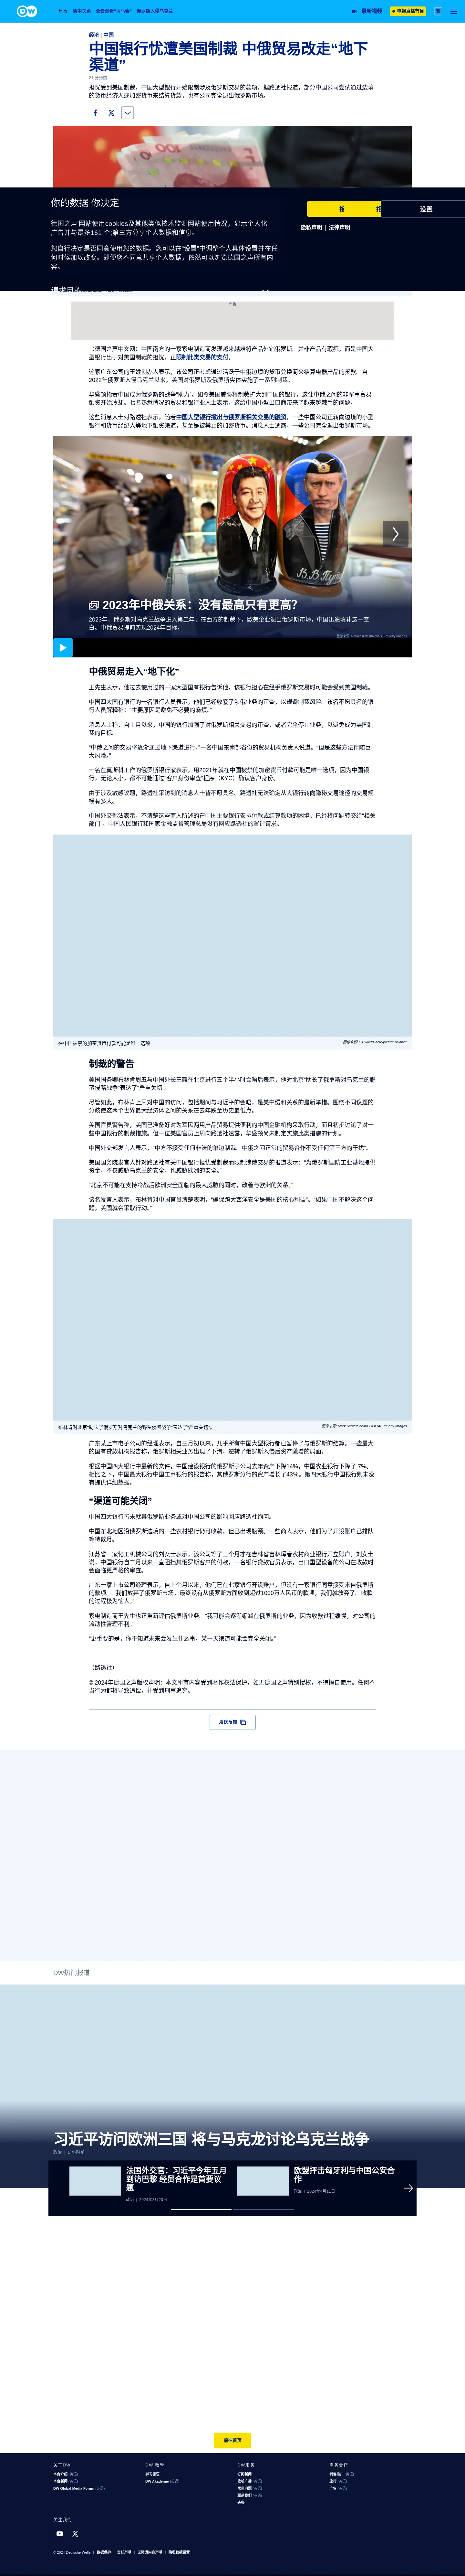 DW
热点 德中关系 全景观看"习马会" 俄罗斯入侵乌克兰
最新视频
电视直播节目
繁
经济 | 中国
中国银行忧遭美国制裁 中俄贸易改走“地下
渠道”
21 分钟前
担忧受到美国制裁，中国大型银行开始限制涉及俄罗斯交易的款项。据路透社报道，部分中国公司尝试通过边境
的货币经济人或加密货币来结算货款，也有公司完全退出俄罗斯市场。
你的数据 你决定
德国之声网站使用cookies及其他类似技术监测网站使用情况，显示个人化
广告并与最多161 个:第三方分享个人数据和信息。
您自行决定是否同意使用您的数据。您可以在“设置”中调整个人具体设置并在任
何时候加以改变。即便您不同意共享个人数据，依然可以浏览德国之声所有内
容。
请求目的
设置
隐私声明 | 法律声明
广告
（德国之声中文网）中国南方的一家家电制造商发现越来越难将产品外销俄罗斯，并非产品有瑕疵，而是中国大
型银行出于对美国制裁的担忧，正限制此类交易的支付。
这家广东公司的王姓创办人表示，该公司正考虑通过活跃于中俄边境的货币兑换商来结算电器产品的货款。自
2022年俄罗斯入侵乌克兰以来，美国对俄罗斯及俄罗斯实体实施了一系列制裁。
华盛顿指责中国成为俄罗斯的战争“助力”。如今美国威胁将制裁扩大到中国的银行，这让中俄之间的非军事贸易
融资开始冷却。七名熟悉情况的贸易和银行业人士表示，这给中国小型出口商带来了越来越棘手的问题。
这些消息人士对路透社表示，随着中国大型银行撤出与俄罗斯相关交易的融资，一些中国公司正转向边境的小型
银行和货币经纪人等地下融资渠道，甚至是被禁止的加密货币。消息人士透露，一些公司完全退出俄罗斯市场。
2023年中俄关系：没有最高只有更高？
2023年，俄罗斯对乌克兰战争进入第二年，在西方的制裁下，欧美企业退出俄罗斯市场，中国迅速填补这一空
白。中俄贸易提前实现2024年目标。
中俄贸易走入“地下化”
王先生表示，他过去使用过的一家大型国有银行告诉他，该银行担心在经手俄罗斯交易时可能会受到美国制裁。
中国四大国有银行的一名银行人员表示，他们已经收紧了涉俄业务的审查，以规避制裁风险。该名不愿具名的银
行人员解释称：“主要原因是避免不必要的麻烦。”
消息人士称，自上月以来，中国的银行加强了对俄罗斯相关交易的审查，或者完全停止业务，以避免成为美国制
裁的目标。
“中俄之间的交易将逐渐通过地下渠道进行，”一名中国东南部省份的贸易机构负责人说道。“但是这些方法伴随巨
大风险。”
一名在莫斯科工作的俄罗斯银行家表示，用2021年就在中国被禁的加密货币付款可能是唯一选项，因为中国银
行，无论大小，都不可能通过“客户身份审查”程序（KYC）确认客户身份。
由于涉及敏感议题，路透社采访到的消息人士皆不愿具名。路透社无法确定从大银行转向隐秘交易途径的交易规
模有多大。
中国外交部法表示，不清楚这些商人所述的在中国主要银行安排付款或结算款项的困境，已经将问题转交给“相关
部门”。中国人民银行和国家金融监督管理总局没有回应路透社的置评请求。
在中国被禁的加密货币付款可能是唯一选项
图像来源: STR/NurPhoto/picture alliance
制裁的警告
美国国务卿布林肯周五与中国外长王毅在北京进行五个半小时会晤后表示，他对北京“助长了俄罗斯对乌克兰的野
蛮侵略战争”表达了“严重关切”。
尽管如此，布林肯上周对中国的访问，包括期间与习近平的会晤，是美中缓和关系的最新举措。围绕不同议题的
分歧使这两个世界最大经济体之间的关系在去年跌至历史最低点。
美国官员警告称，美国已准备好对为军民两用产品贸易提供便利的中国金融机构采取行动，而且初步讨论了对一
些中国银行的制裁措施。但一位美国官员上周向路透社透露，华盛顿尚未制定实施此类措施的计划。
中国外交部发言人表示，“中方不接受任何非法的单边制裁。中俄之间正常的贸易合作不受任何第三方的干扰”。
美国国务院发言人针对路透社有关中国银行担忧受制裁而限制涉俄交易的报道表示：“为俄罗斯国防工业基地提供
资金，不仅威胁乌克兰的安全，也威胁欧洲的安全。”
“北京不可能在支持冷战后欧洲安全面临的最大威胁的同时，改善与欧洲的关系。”
该名发言人表示，布林肯对中国官员清楚表明，“确保跨大西洋安全是美国的核心利益”，“如果中国不解决这个问
题，美国就会采取行动。”
布林肯对北京“助长了俄罗斯对乌克兰的野蛮侵略战争”表达了“严重关切”。
图像来源: Mark Schiefelbein/POOL/AFP/Getty Images
广东某上市电子公司的经理表示，自三月初以来，几乎所有中国大型银行都已暂停了与俄罗斯的结算。一些最大
的国有贷款机构报告称，俄罗斯相关业务出现了下滑，逆转了俄罗斯入侵后资产激增的局面。
根据中国四大银行中最新的文件，中国建设银行的俄罗斯子公司去年资产下降14%，中国农业银行下降了 7%。
相比之下，中国最大银行中国工商银行的报告称，其俄罗斯分行的资产增长了43%。第四大银行中国银行则未没
有提供详细数据。
“渠道可能关闭”
中国四大银行皆未就其俄罗斯业务或对中国公司的影响回应路透社询问。
中国东北地区沿俄罗斯边境的一些农村银行仍可收款，但已出现瓶颈。一些商人表示，他们为了开设账户已排队
等待数月。
江苏省一家化工机械公司的刘女士表示，该公司等了三个月才在吉林省吉林珲春农村商业银行开立账户。刘女士
说，中国银行自二月以来一直阻挡其俄罗斯客户的付款，一名银行贷款官员表示，出口重型设备的公司在收款时
会面临更严格的审查。
广东一家上市公司经理表示，自上个月以来，他们已在七家银行开设账户，但没有一家银行同意接受来自俄罗斯
的款项。“我们放弃了俄罗斯市场。最终没有从俄罗斯方面收到超过1000万人民币的款项，我们就放弃了。收款
的过程极为恼人。”
家电制造商王先生也正重新评估俄罗斯业务。“我可能会逐渐缩减在俄罗斯的业务，因为收款过程缓慢，对公司的
流动性管理不利。”
“更重要的是，你不知道未来会发生什么事。某一天渠道可能会完全关闭。”
（路透社）
© 2024年德国之声版权声明：本文所有内容受到著作权法保护，如无德国之声特别授权，不得擅自使用。任何不
当行为都将导致追偿，并受到刑事追究。
发送反馈
DW热门报道
习近平访问欧洲三国 将与马克龙讨论乌克兰战争
政治 | 1 小时前
法国外交官：习近平今年五月
到访巴黎 经贸合作是首要议
题
政治 | 2024年3月20日
欧盟抨击匈牙利与中国公安合
作
政治 | 2024年4月11日
前往首页
关于DW
本台介绍 (英语)
本台新闻 (英语)
DW Global Media Forum (英语)
DW 教学
学习德语
DW Akademie (英语)
DW服务
订阅新闻
收听广播 (英语)
常见问题 (英语)
联系我们 (英语)
头条
商务合作
销售推广 (英语)
旅行 (英语)
广告 (英语)
关注我们
© 2024 Deutsche Welle | 数据保护 | 责任声明 | 无障碍内容声明 | 隐私数据设置